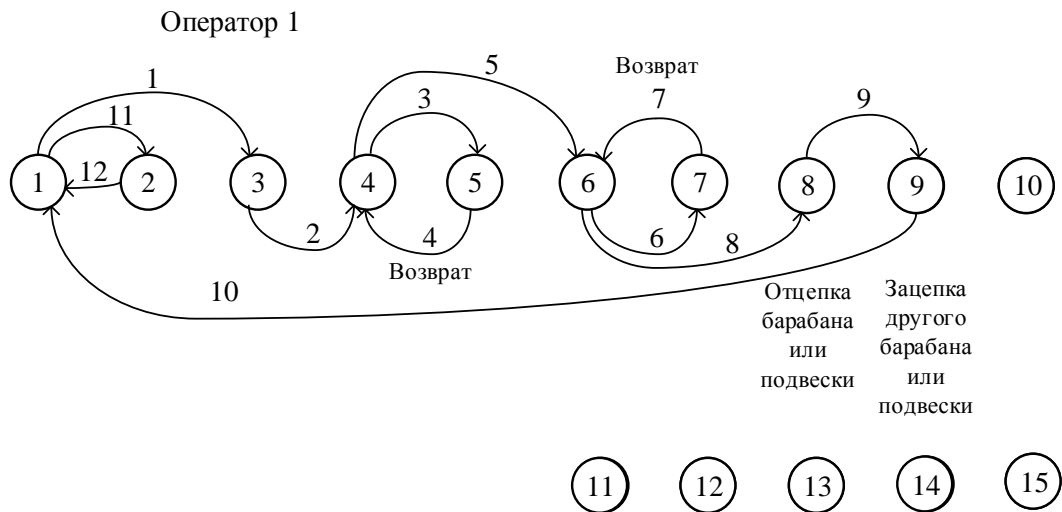 Оператор 1
5
Возврат
1
3
7
9
11
12
1
2
3
4
5
6
7
8
9
10
2
4
6
8
Возврат
10
Отцепка
барабана
или
подвески
Зацепка
другого
барабана
или
подвески
11
12
13
14
15